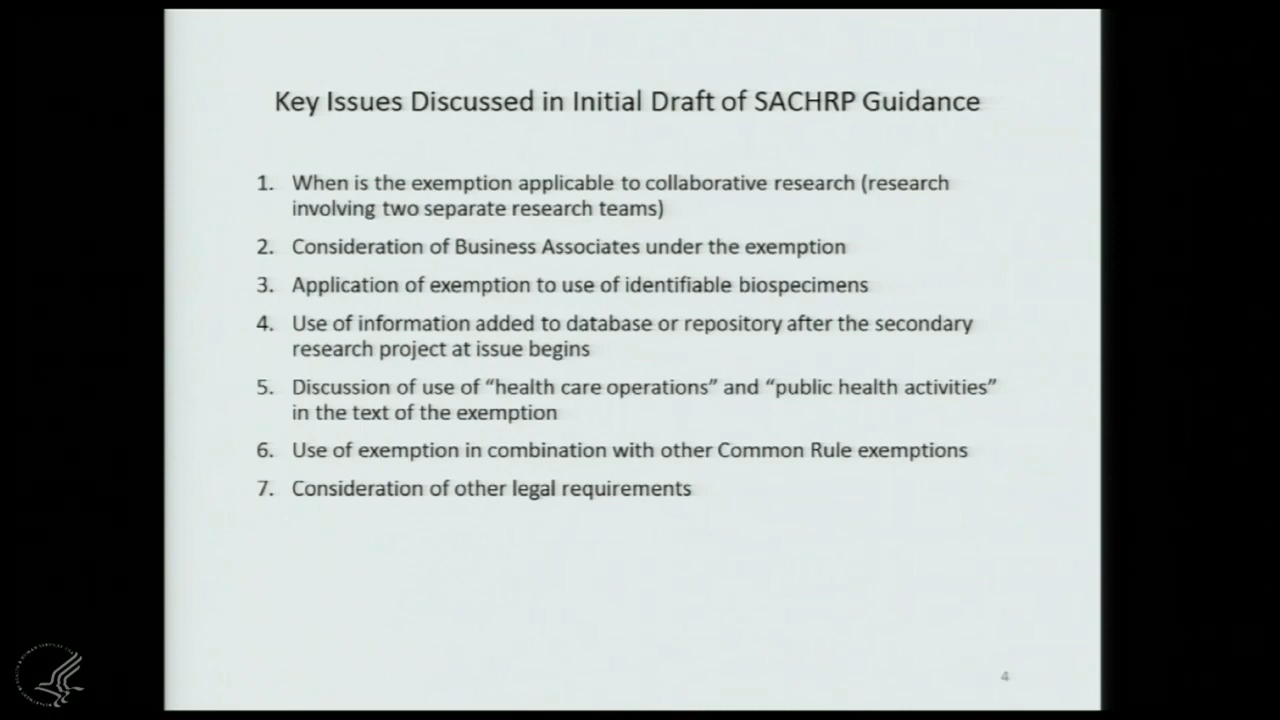 Key Issues Discussed in Initial Draft of SACHRP Guidance
1. When is the exemption applicable to collaborative research (research
involving two separate research teams)
2. Consideration of Business Associates under the exemption
3. Application of exemption to use of identifiable biospecimens
4. Use of information added to database or repository after the secondary
research project at issue begins
5. Discussion of use of “health care operations” and “public health activities”
in the text of the exemption
6. Use of exemption in combination with other Common Rule exemptions
7. Consideration of other legal requirements
4